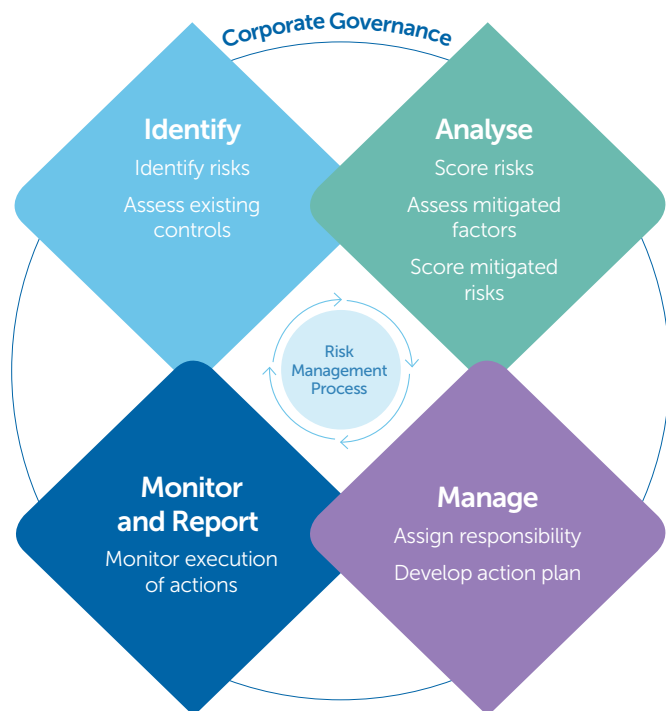 Corporate Governance
Identify
Identify risks
Assess existing
controls
Analyse
Score risks
Assess mitigated
factors
Score mitigated
risks
Risk
Management
Process
Monitor
and Report
Monitor execution
of actions
Manage
Assign responsibility
Develop action plan